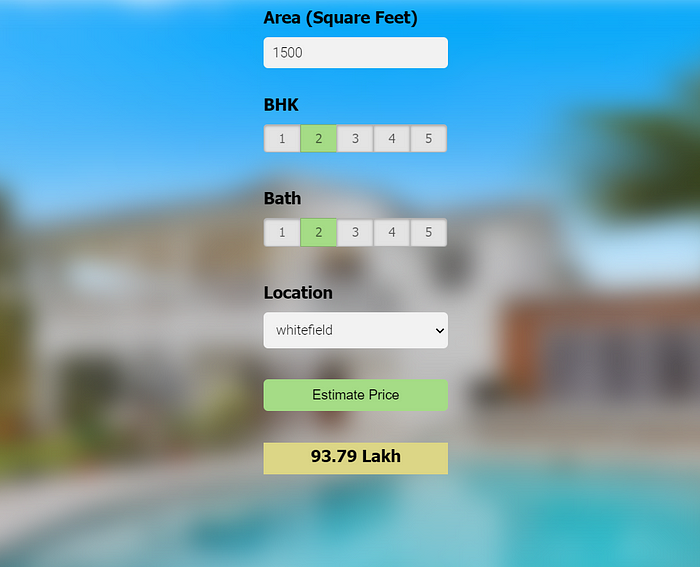 Area (Square Feet)
1500
BHK
1 2 3 4 5
Bath
1 2 3 4 5
Location
whitefield
Estimate Price
93.79 Lakh